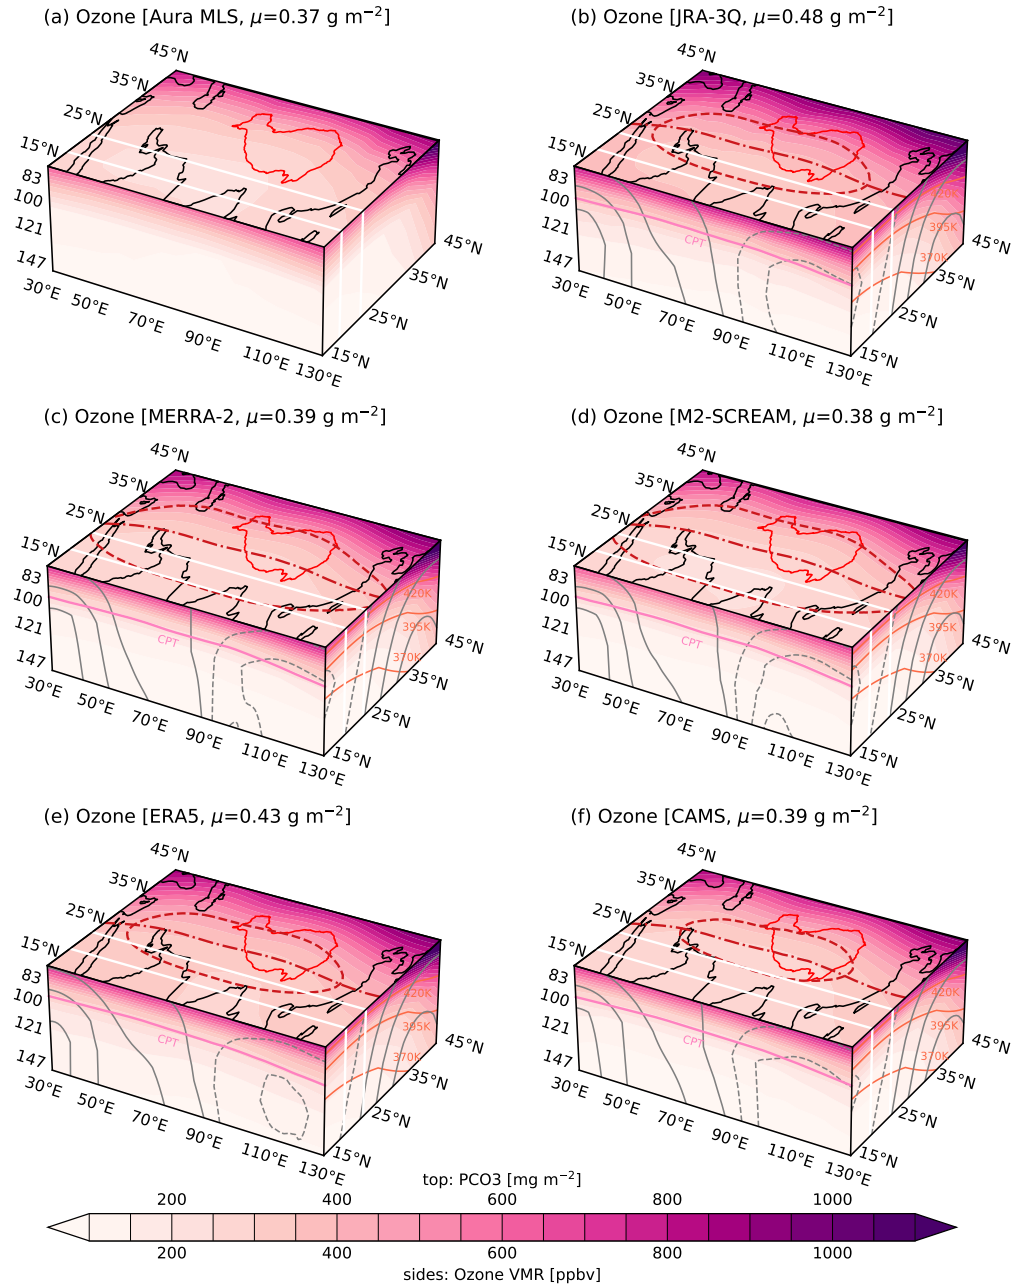 (a) Ozone [Aura MLS, μ=0.37 g m⁻²]
45°N
35°N
25°N
15°N
83
100
121
147
30°E 50°E 70°E 90°E 110°E 130°E
15°N 25°N 35°N 45°N
(b) Ozone [JRA-3Q, μ=0.48 g m⁻²]
45°N
35°N
25°N
15°N
83
100
121
147
CPT
420K
395K
370K
30°E 50°E 70°E 90°E 110°E 130°E
15°N 25°N 35°N 45°N
(c) Ozone [MERRA-2, μ=0.39 g m⁻²]
45°N
35°N
25°N
15°N
83
100
121
147
CPT
420K
395K
370K
30°E 50°E 70°E 90°E 110°E 130°E
15°N 25°N 35°N 45°N
(d) Ozone [M2-SCREAM, μ=0.38 g m⁻²]
45°N
35°N
25°N
15°N
83
100
121
147
CPT
420K
395K
370K
30°E 50°E 70°E 90°E 110°E 130°E
15°N 25°N 35°N 45°N
(e) Ozone [ERA5, μ=0.43 g m⁻²]
45°N
35°N
25°N
15°N
83
100
121
147
CPT
420K
395K
370K
30°E 50°E 70°E 90°E 110°E 130°E
15°N 25°N 35°N 45°N
(f) Ozone [CAMS, μ=0.39 g m⁻²]
45°N
35°N
25°N
15°N
83
100
121
147
CPT
420K
395K
370K
30°E 50°E 70°E 90°E 110°E 130°E
15°N 25°N 35°N 45°N
top: PCO3 [mg m⁻²]
200 400 600 800 1000
200 400 600 800 1000
sides: Ozone VMR [ppbv]